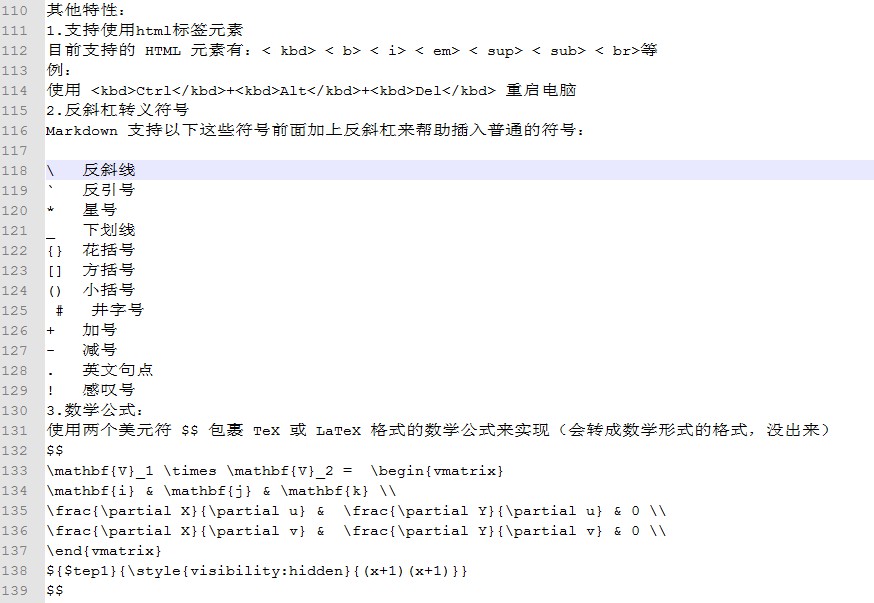 110 其他特性：
111 1.支持使用html标签元素
112 目前支持的 HTML 元素有：< kbd> < b> < i> < em> < sup> < sub> < br>等
113 例：
114 使用 <kbd>Ctrl</kbd>+<kbd>Alt</kbd>+<kbd>Del</kbd> 重启电脑
115 2.反斜杠转义符号
116 Markdown 支持以下这些符号前面加上反斜杠来帮助插入普通的符号：
117
118 \   反斜线
119 `   反引号
120 *   星号
121 _   下划线
122 {}  花括号
123 []  方括号
124 ()  小括号
125  #   井字号
126 +   加号
127 -   减号
128 .   英文句点
129 !   感叹号
130 3.数学公式：
131 使用两个美元符 $$ 包裹 TeX 或 LaTeX 格式的数学公式来实现（会转成数学形式的格式，没出来）
132 $$
133 \mathbf{V}_1 \times \mathbf{V}_2 =  \begin{vmatrix}
134 \mathbf{i} & \mathbf{j} & \mathbf{k} \\
135 \frac{\partial X}{\partial u} &  \frac{\partial Y}{\partial u} & 0 \\
136 \frac{\partial X}{\partial v} &  \frac{\partial Y}{\partial v} & 0 \\
137 \end{vmatrix}
138 ${$tep1}{\style{visibility:hidden}{(x+1)(x+1)}}
139 $$